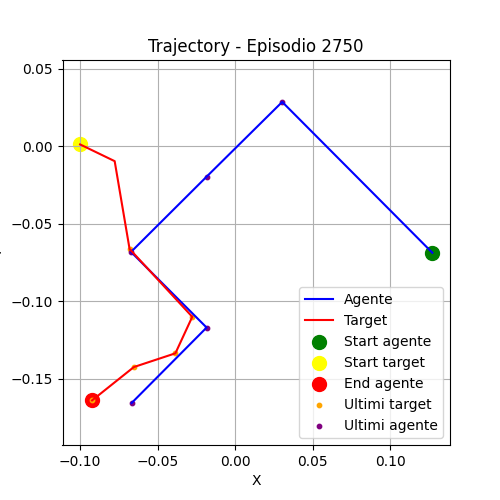 Trajectory - Episodio 2750
0.05
0.00
−0.05
−0.10
−0.15
−0.10
−0.05
0.00
0.05
0.10
X
Agente
Target
Start agente
Start target
End agente
Ultimi target
Ultimi agente